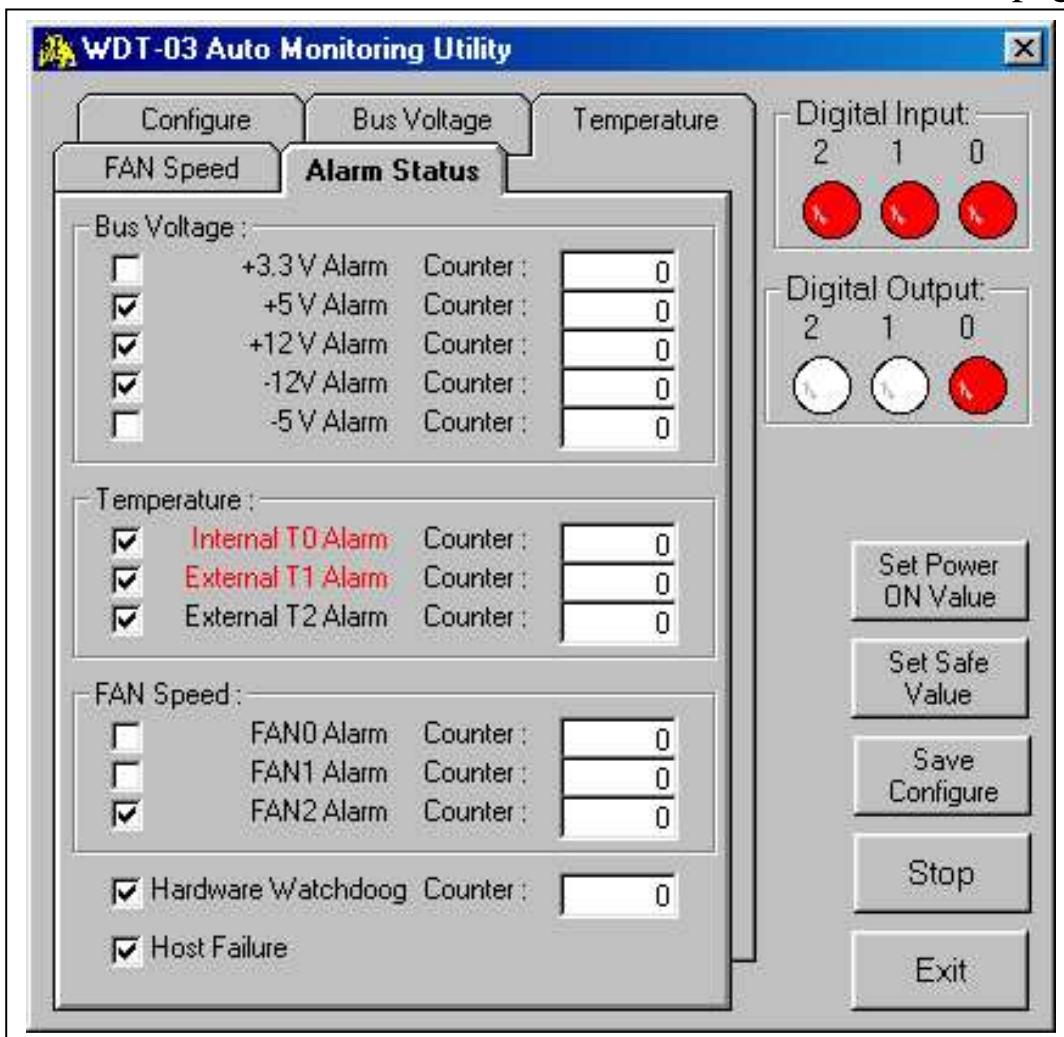 WDT-03 Auto Monitoring Utility
Configure
Bus Voltage
Temperature
FAN Speed
Alarm Status
Bus Voltage :
+3.3 V Alarm Counter : 0
+5 V Alarm Counter : 0
+12 V Alarm Counter : 0
-12V Alarm Counter : 0
-5 V Alarm Counter : 0
Temperature :
Internal T0 Alarm Counter : 0
External T1 Alarm Counter : 0
External T2 Alarm Counter : 0
FAN Speed :
FAN0 Alarm Counter : 0
FAN1 Alarm Counter : 0
FAN2 Alarm Counter : 0
Hardware Watchdoog Counter : 0
Host Failure
Digital Input:
2 1 0
Digital Output:
2 1 0
Set Power
ON Value
Set Safe
Value
Save
Configure
Stop
Exit